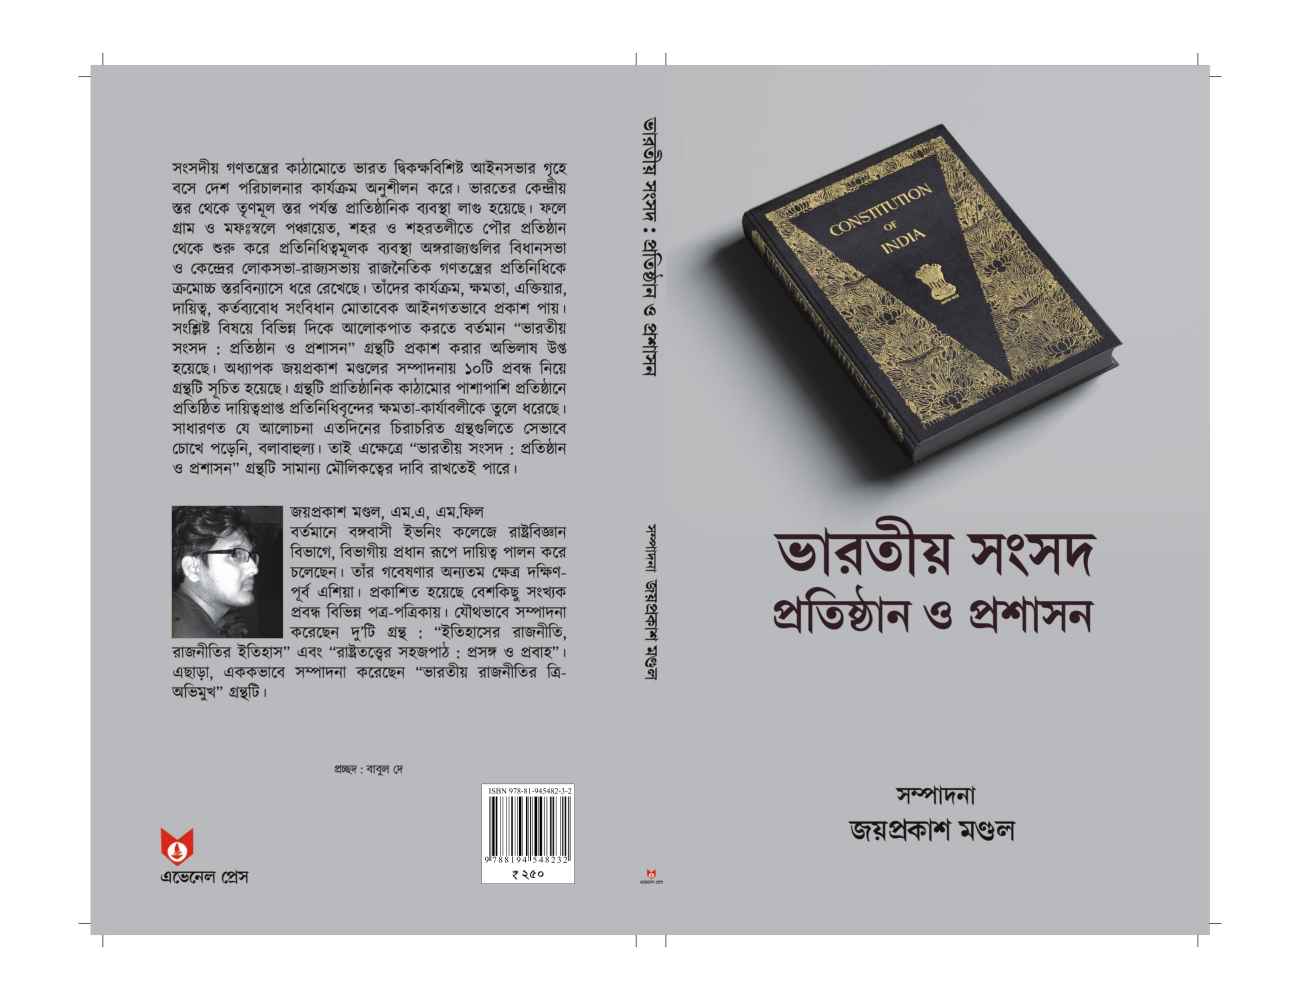 সংসদীয় গণতন্ত্রের কাঠামোতে ভারত দ্বিকক্ষবিশিষ্ট আইনসভার গৃহে
বসে দেশ পরিচালনার কার্যক্রম অনুশীলন করে। ভারতের কেন্দ্রীয়
স্তর থেকে তৃণমূল স্তর পর্যন্ত প্রাতিষ্ঠানিক ব্যবস্থা লাগু হয়েছে। ফলে
গ্রাম ও মফঃস্বলে পঞ্চায়েত, শহর ও শহরতলীতে পৌর প্রতিষ্ঠান
থেকে শুরু করে প্রতিনিধিত্বমূলক ব্যবস্থা অঙ্গরাজ্যগুলির বিধানসভা
ও কেন্দ্রের লোকসভা-রাজ্যসভায় রাজনৈতিক গণতন্ত্রের প্রতিনিধিকে
ক্রমোচ্চ স্তরবিন্যাসে ধরে রেখেছে। তাঁদের কার্যক্রম, ক্ষমতা, এক্তিয়ার,
দায়িত্ব, কর্তব্যবোধ সংবিধান মোতাবেক আইনগতভাবে প্রকাশ পায়।
সংশ্লিষ্ট বিষয়ে বিভিন্ন দিকে আলোকপাত করতে বর্তমান “ভারতীয়
সংসদ : প্রতিষ্ঠান ও প্রশাসন” গ্রন্থটি প্রকাশ করার অভিলাষ উপ্ত
হয়েছে। অধ্যাপক জয়প্রকাশ মণ্ডলের সম্পাদনায় ১০টি প্রবন্ধ নিয়ে
গ্রন্থটি সূচিত হয়েছে। গ্রন্থটি প্রাতিষ্ঠানিক কাঠামোর পাশাপাশি প্রতিষ্ঠানে
প্রতিষ্ঠিত দায়িত্বপ্রাপ্ত প্রতিনিধিবৃন্দের ক্ষমতা-কার্যাবলীকে তুলে ধরেছে।
সাধারণত যে আলোচনা এতদিনের চিরাচরিত গ্রন্থগুলিতে সেভাবে
চোখে পড়েনি, বলাবাহুল্য। তাই এক্ষেত্রে “ভারতীয় সংসদ : প্রতিষ্ঠান
ও প্রশাসন” গ্রন্থটি সামান্য মৌলিকত্বের দাবি রাখতেই পারে।
জয়প্রকাশ মণ্ডল, এম.এ, এম.ফিল
বর্তমানে বঙ্গবাসী ইভনিং কলেজে রাষ্ট্রবিজ্ঞান
বিভাগে, বিভাগীয় প্রধান রূপে দায়িত্ব পালন করে
চলেছেন। তাঁর গবেষণার অন্যতম ক্ষেত্র দক্ষিণ-
পূর্ব এশিয়া। প্রকাশিত হয়েছে বেশকিছু সংখ্যক
প্রবন্ধ বিভিন্ন পত্র-পত্রিকায়। যৌথভাবে সম্পাদনা
করেছেন দু’টি গ্রন্থ : “ইতিহাসের রাজনীতি,
রাজনীতির ইতিহাস” এবং “রাষ্ট্রতত্ত্বের সহজপাঠ : প্রসঙ্গ ও প্রবাহ”।
এছাড়া, এককভাবে সম্পাদনা করেছেন “ভারতীয় রাজনীতির ত্রি-
অভিমুখ” গ্রন্থটি।
প্রচ্ছদ : বাবুল দে
ISBN 978-81-945482-3-2
9788194548232
₹ ২৫০
এভেনেল প্রেস
ভারতীয় সংসদ : প্রতিষ্ঠান ও প্রশাসন
সম্পাদনা জয়প্রকাশ মণ্ডল
এভেনেল প্রেস
CONSTITUTION
OF
INDIA
ভারতীয় সংসদ
প্রতিষ্ঠান ও প্রশাসন
সম্পাদনা
জয়প্রকাশ মণ্ডল